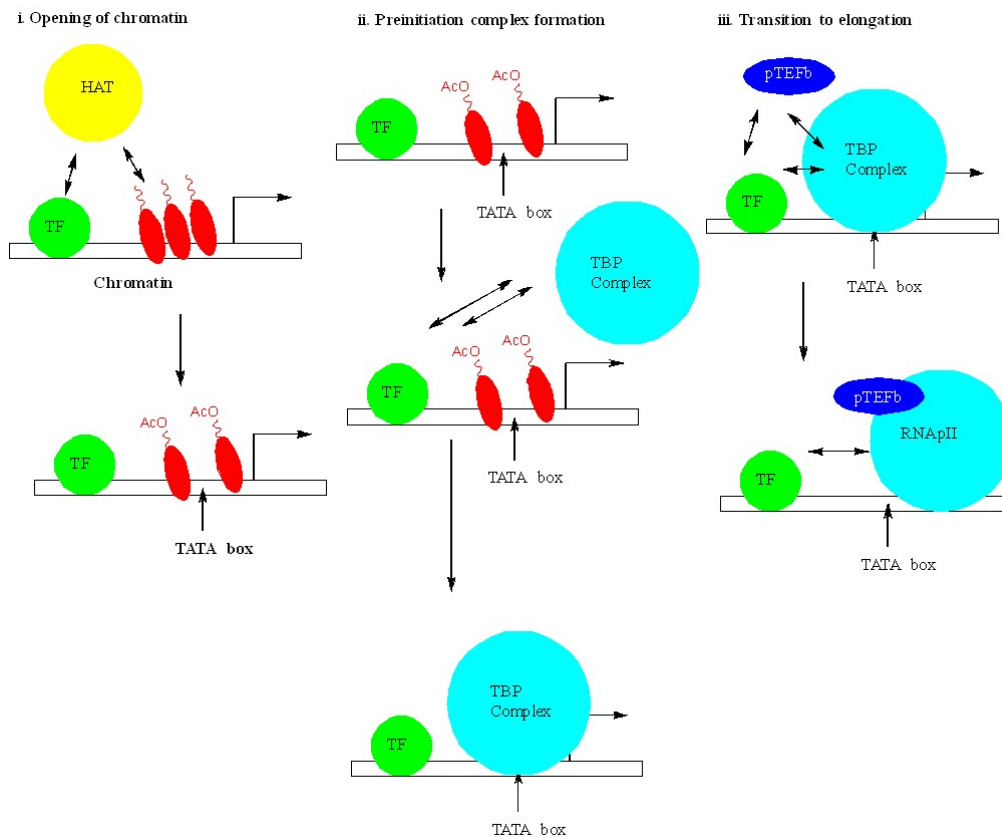 i. Opening of chromatin
HAT
TF
Chromatin
AcO
AcO
TF
TATA box
ii. Preinitiation complex formation
AcO
AcO
TF
TATA box
TBP
Complex
AcO
AcO
TF
TATA box
TBP
Complex
TF
TATA box
iii. Transition to elongation
pTEFb
TBP
Complex
TF
TATA box
pTEFb
RNApII
TF
TATA box